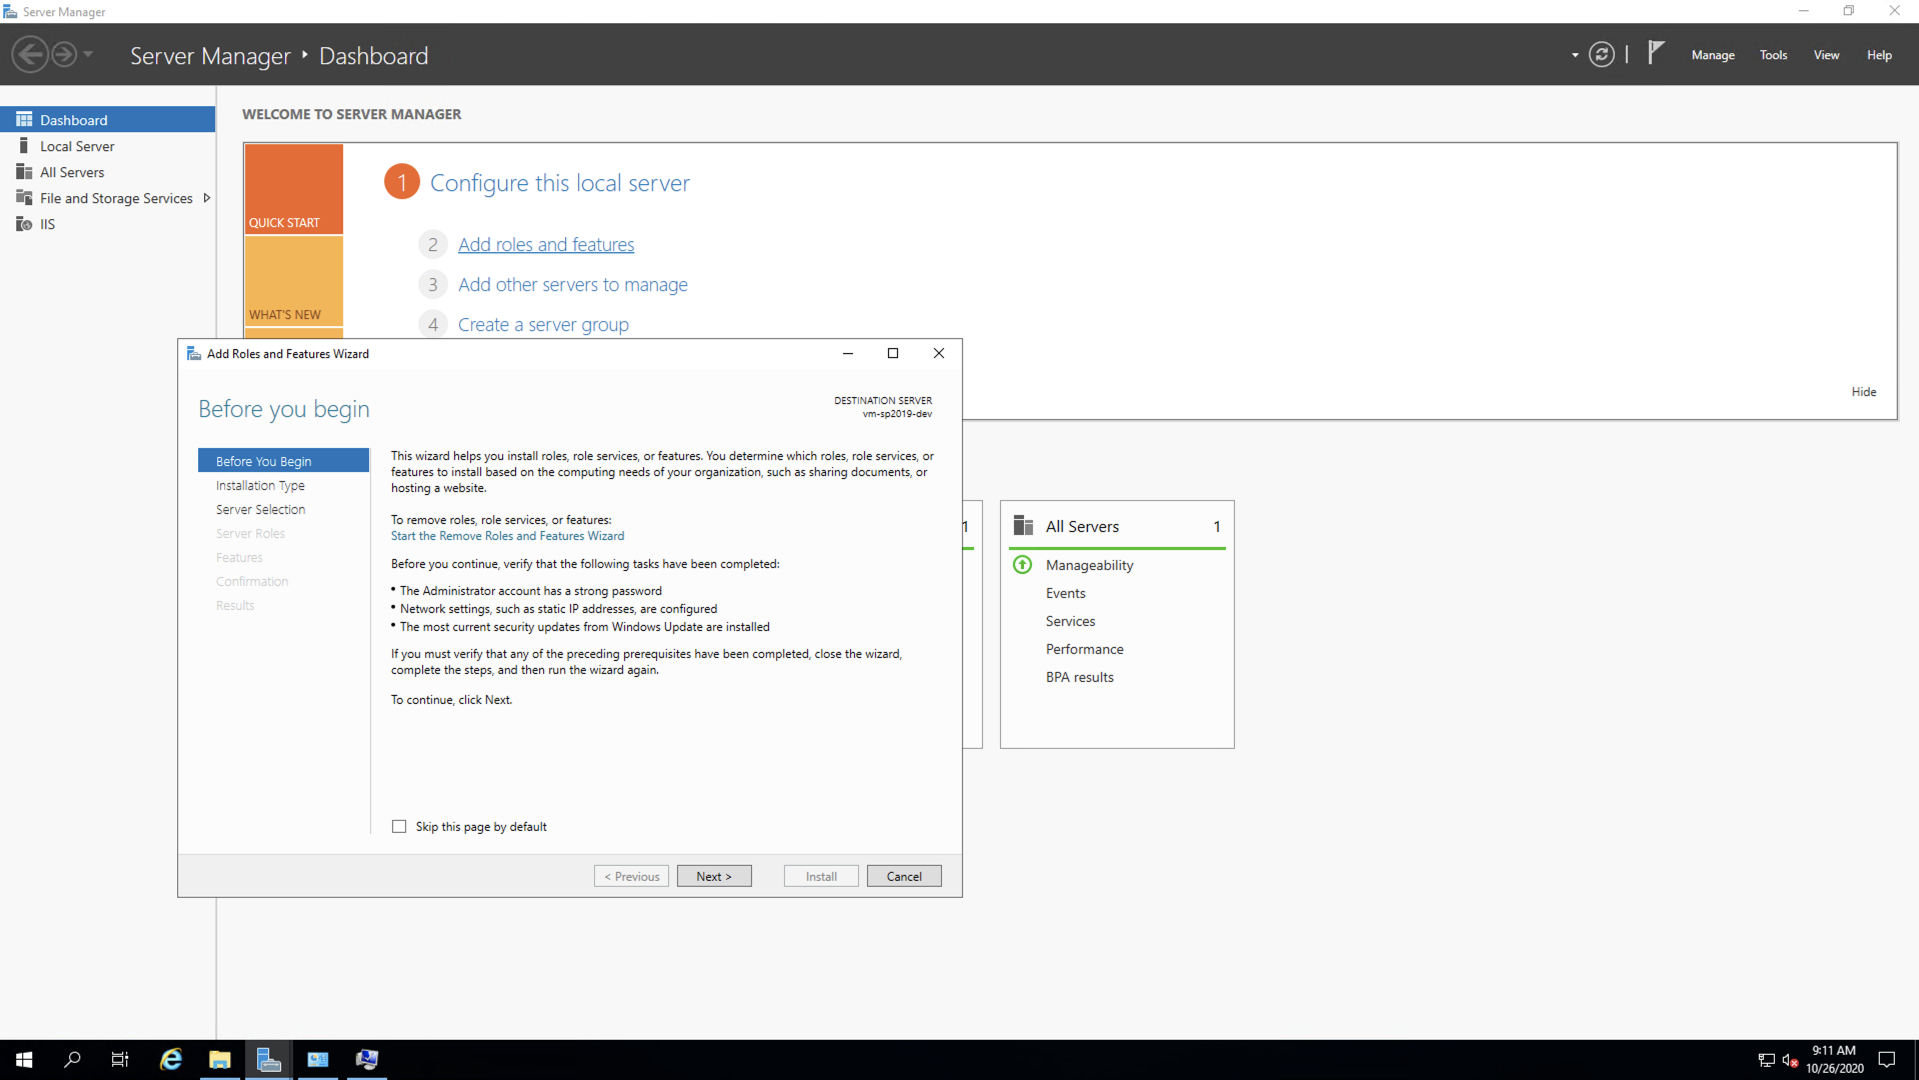 Server Manager
Server Manager ‣ Dashboard
Manage
Tools
View
Help
Dashboard
Local Server
All Servers
File and Storage Services
IIS
WELCOME TO SERVER MANAGER
QUICK START
WHAT'S NEW
1 Configure this local server
2 Add roles and features
3 Add other servers to manage
4 Create a server group
Hide
Add Roles and Features Wizard
Before you begin
DESTINATION SERVER
vm-sp2019-dev
Before You Begin
Installation Type
Server Selection
Server Roles
Features
Confirmation
Results
This wizard helps you install roles, role services, or features. You determine which roles, role services, or
features to install based on the computing needs of your organization, such as sharing documents, or
hosting a website.
To remove roles, role services, or features:
Start the Remove Roles and Features Wizard
Before you continue, verify that the following tasks have been completed:
• The Administrator account has a strong password
• Network settings, such as static IP addresses, are configured
• The most current security updates from Windows Update are installed
If you must verify that any of the preceding prerequisites have been completed, close the wizard,
complete the steps, and then run the wizard again.
To continue, click Next.
Skip this page by default
< Previous
Next >
Install
Cancel
1
All Servers 1
Manageability
Events
Services
Performance
BPA results
9:11 AM
10/26/2020